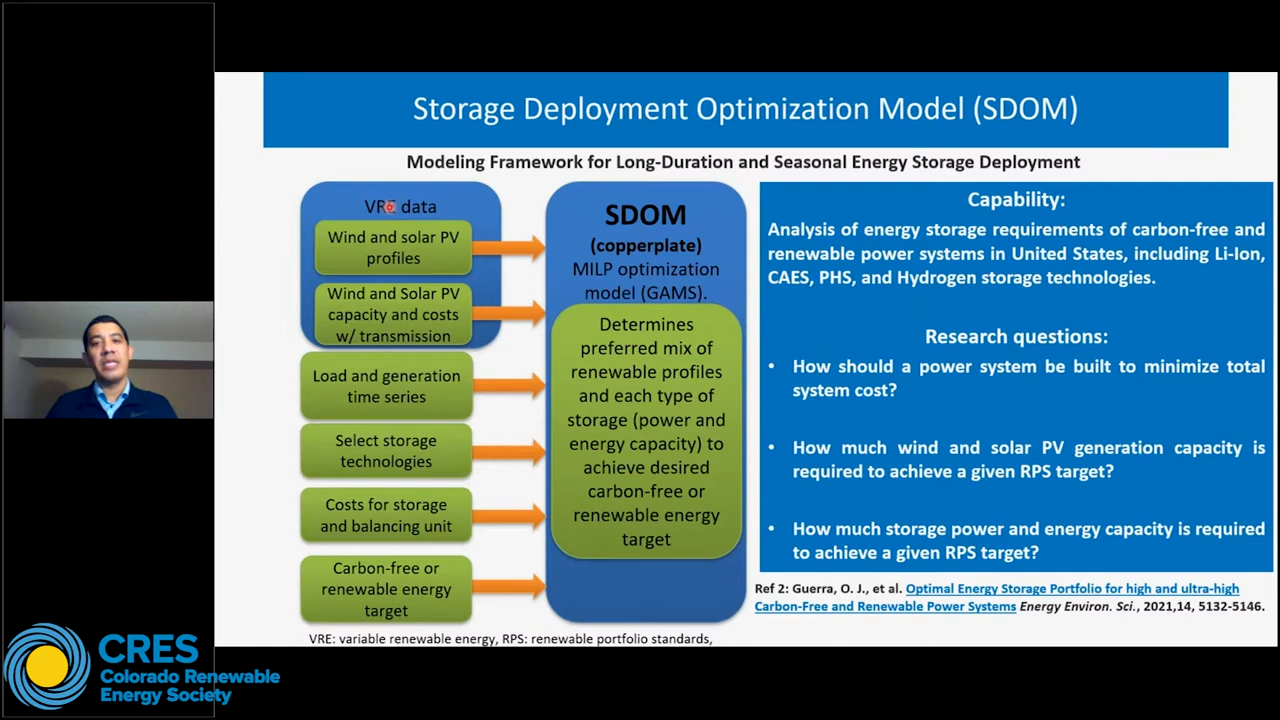 Storage Deployment Optimization Model (SDOM)
Modeling Framework for Long-Duration and Seasonal Energy Storage Deployment
VRE data
Wind and solar PV
profiles
Wind and Solar PV
capacity and costs
w/ transmission
Load and generation
time series
Select storage
technologies
Costs for storage
and balancing unit
Carbon-free or
renewable energy
target
SDOM
(copperplate)
MILP optimization
model (GAMS).
Determines
preferred mix of
renewable profiles
and each type of
storage (power and
energy capacity) to
achieve desired
carbon-free or
renewable energy
target
Capability:
Analysis of energy storage requirements of carbon-free and
renewable power systems in United States, including Li-Ion,
CAES, PHS, and Hydrogen storage technologies.
Research questions:
• How should a power system be built to minimize total
system cost?
• How much wind and solar PV generation capacity is
required to achieve a given RPS target?
• How much storage power and energy capacity is required
to achieve a given RPS target?
Ref 2: Guerra, O. J., et al. Optimal Energy Storage Portfolio for high and ultra-high
Carbon-Free and Renewable Power Systems Energy Environ. Sci., 2021,14, 5132-5146.
VRE: variable renewable energy, RPS: renewable portfolio standards,
CRES
Colorado Renewable
Energy Society